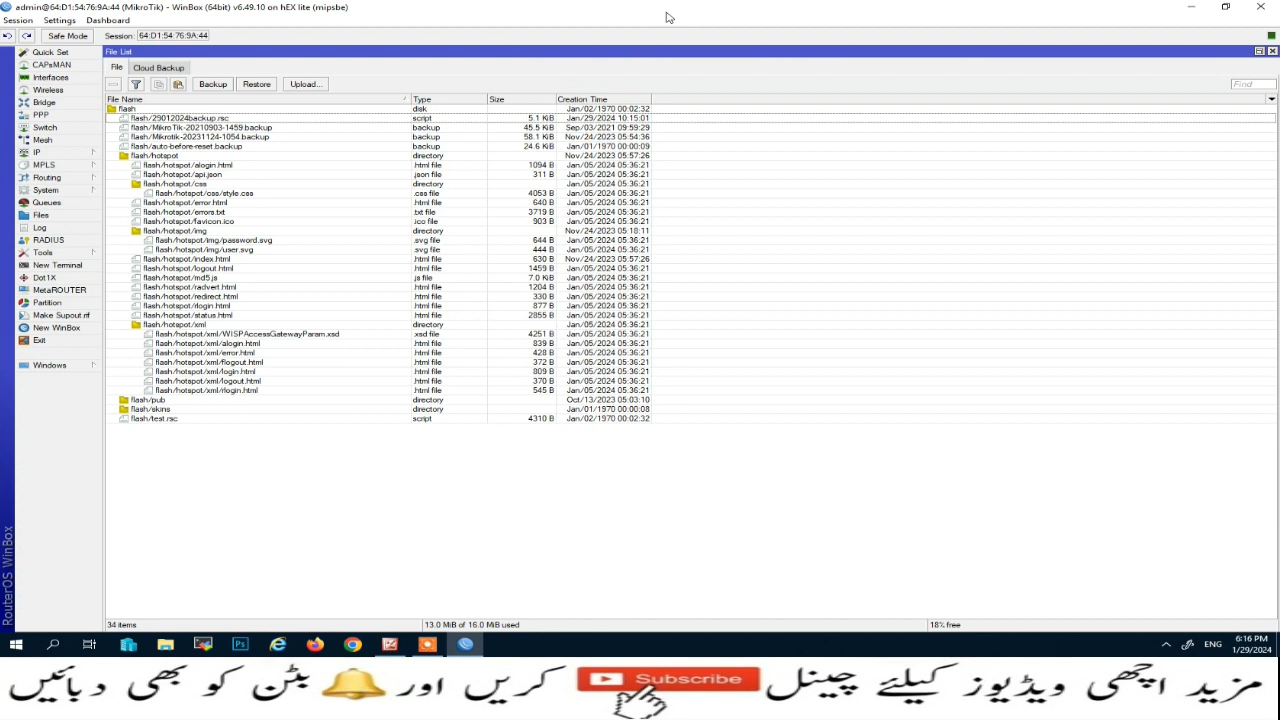 admin@64:D1:54:76:9A:44 (MikroTik) - WinBox (64bit) v6.49.10 on hEX lite (mipsbe)
Session Settings Dashboard
Safe Mode Session: 64:D1:54:76:9A:44
Quick Set
CAPsMAN
Interfaces
Wireless
Bridge
PPP
Switch
Mesh
IP
MPLS
Routing
System
Queues
Files
Log
RADIUS
Tools
New Terminal
Dot1X
MetaROUTER
Partition
Make Supout.rif
New WinBox
Exit
Windows
RouterOS WinBox
File List
File Cloud Backup
Backup Restore Upload... Find
File Name Type Size Creation Time
flash disk Jan/02/1970 00:02:32
flash/29012024backup.rsc script 5.1 KiB Jan/29/2024 10:15:01
flash/MikroTik-20210903-1459.backup backup 45.5 KiB Sep/03/2021 09:59:29
flash/Mikrotik-20231124-1054.backup backup 58.1 KiB Nov/24/2023 05:54:36
flash/auto-before-reset.backup backup 24.6 KiB Jan/01/1970 00:00:09
flash/hotspot directory Nov/24/2023 05:57:26
flash/hotspot/alogin.html .html file 1094 B Jan/05/2024 05:36:21
flash/hotspot/api.json .json file 311 B Jan/05/2024 05:36:21
flash/hotspot/css directory Jan/05/2024 05:36:21
flash/hotspot/css/style.css .css file 4053 B Jan/05/2024 05:36:21
flash/hotspot/error.html .html file 640 B Jan/05/2024 05:36:21
flash/hotspot/errors.txt .txt file 3719 B Jan/05/2024 05:36:21
flash/hotspot/favicon.ico .ico file 903 B Jan/05/2024 05:36:21
flash/hotspot/img directory Nov/24/2023 05:18:11
flash/hotspot/img/password.svg .svg file 644 B Jan/05/2024 05:36:21
flash/hotspot/img/user.svg .svg file 444 B Jan/05/2024 05:36:21
flash/hotspot/index.html .html file 630 B Nov/24/2023 05:57:26
flash/hotspot/logout.html .html file 1459 B Jan/05/2024 05:36:21
flash/hotspot/md5.js .js file 7.0 KiB Jan/05/2024 05:36:21
flash/hotspot/radvert.html .html file 1204 B Jan/05/2024 05:36:21
flash/hotspot/redirect.html .html file 330 B Jan/05/2024 05:36:21
flash/hotspot/rlogin.html .html file 877 B Jan/05/2024 05:36:21
flash/hotspot/status.html .html file 2855 B Jan/05/2024 05:36:21
flash/hotspot/xml directory Jan/05/2024 05:36:21
flash/hotspot/xml/WISPAccessGatewayParam.xsd .xsd file 4251 B Jan/05/2024 05:36:21
flash/hotspot/xml/alogin.html .html file 839 B Jan/05/2024 05:36:21
flash/hotspot/xml/error.html .html file 428 B Jan/05/2024 05:36:21
flash/hotspot/xml/flogout.html .html file 372 B Jan/05/2024 05:36:21
flash/hotspot/xml/login.html .html file 809 B Jan/05/2024 05:36:21
flash/hotspot/xml/logout.html .html file 370 B Jan/05/2024 05:36:21
flash/hotspot/xml/rlogin.html .html file 545 B Jan/05/2024 05:36:21
flash/pub directory Oct/13/2023 05:03:10
flash/skins directory Jan/01/1970 00:00:08
flash/test.rsc script 4310 B Jan/02/1970 00:02:32
34 items 13.0 MiB of 16.0 MiB used 18% free
ENG 6:16 PM
1/29/2024
مزید اچھی ویڈیوز کیلئے چینل Subscribe کریں اور بٹن کو بھی دبائیں